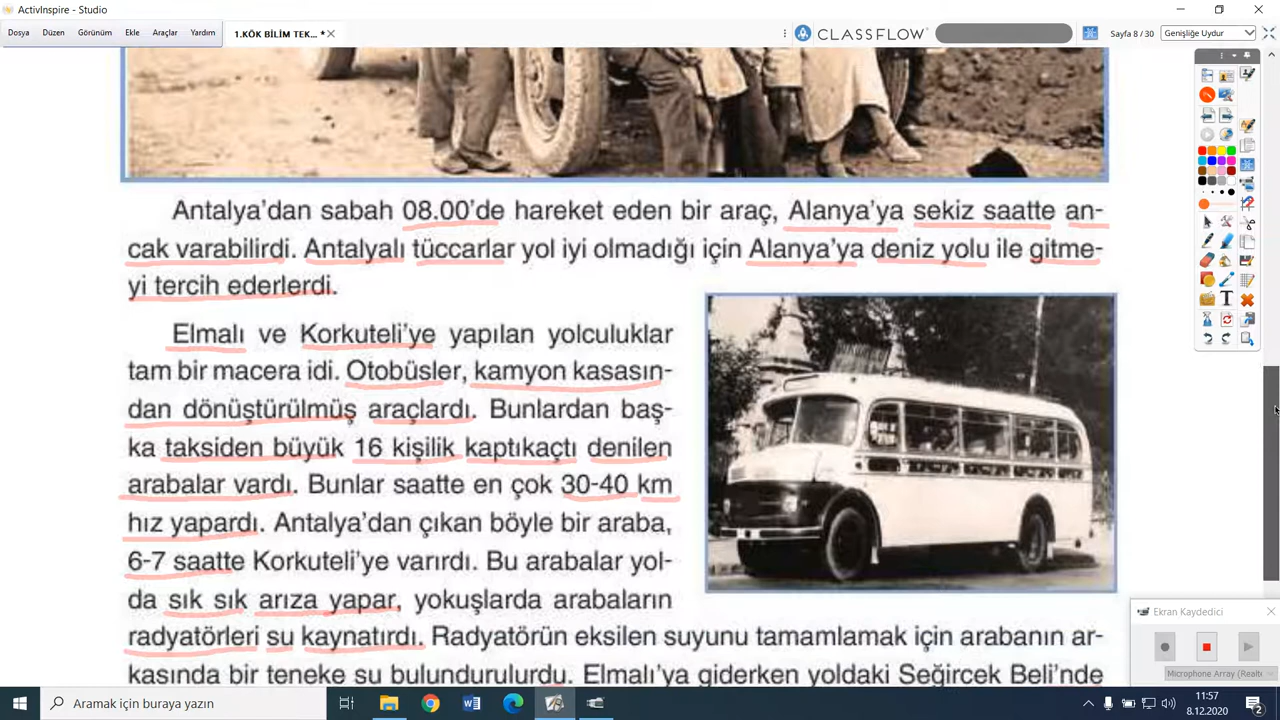 ActivInspire - Studio
Dosya Düzen Görünüm Ekle Araçlar Yardım
1.KÖK BİLİM TEK... *
CLASSFLOW
Sayfa 8 / 30
Genişliğe Uydur
Antalya'dan sabah 08.00'de hareket eden bir araç, Alanya'ya sekiz saatte an-
cak varabilirdi. Antalyalı tüccarlar yol iyi olmadığı için Alanya'ya deniz yolu ile gitme-
yi tercih ederlerdi.
Elmalı ve Korkuteli'ye yapılan yolculuklar
tam bir macera idi. Otobüsler, kamyon kasasın-
dan dönüştürülmüş araçlardı. Bunlardan baş-
ka taksiden büyük 16 kişilik kaptıkaçtı denilen
arabalar vardı. Bunlar saatte en çok 30-40 km
hız yapardı. Antalya'dan çıkan böyle bir araba,
6-7 saatte Korkuteli'ye varırdı. Bu arabalar yol-
da sık sık arıza yapar, yokuşlarda arabaların
radyatörleri su kaynatırdı. Radyatörün eksilen suyunu tamamlamak için arabanın ar-
kasında bir teneke su bulunduruurdu. Elmalı'ya giderken yoldaki Seğircek Beli'nde
Ekran Kaydedici
Microphone Array (Realte
Aramak için buraya yazın
11:57
8.12.2020
2